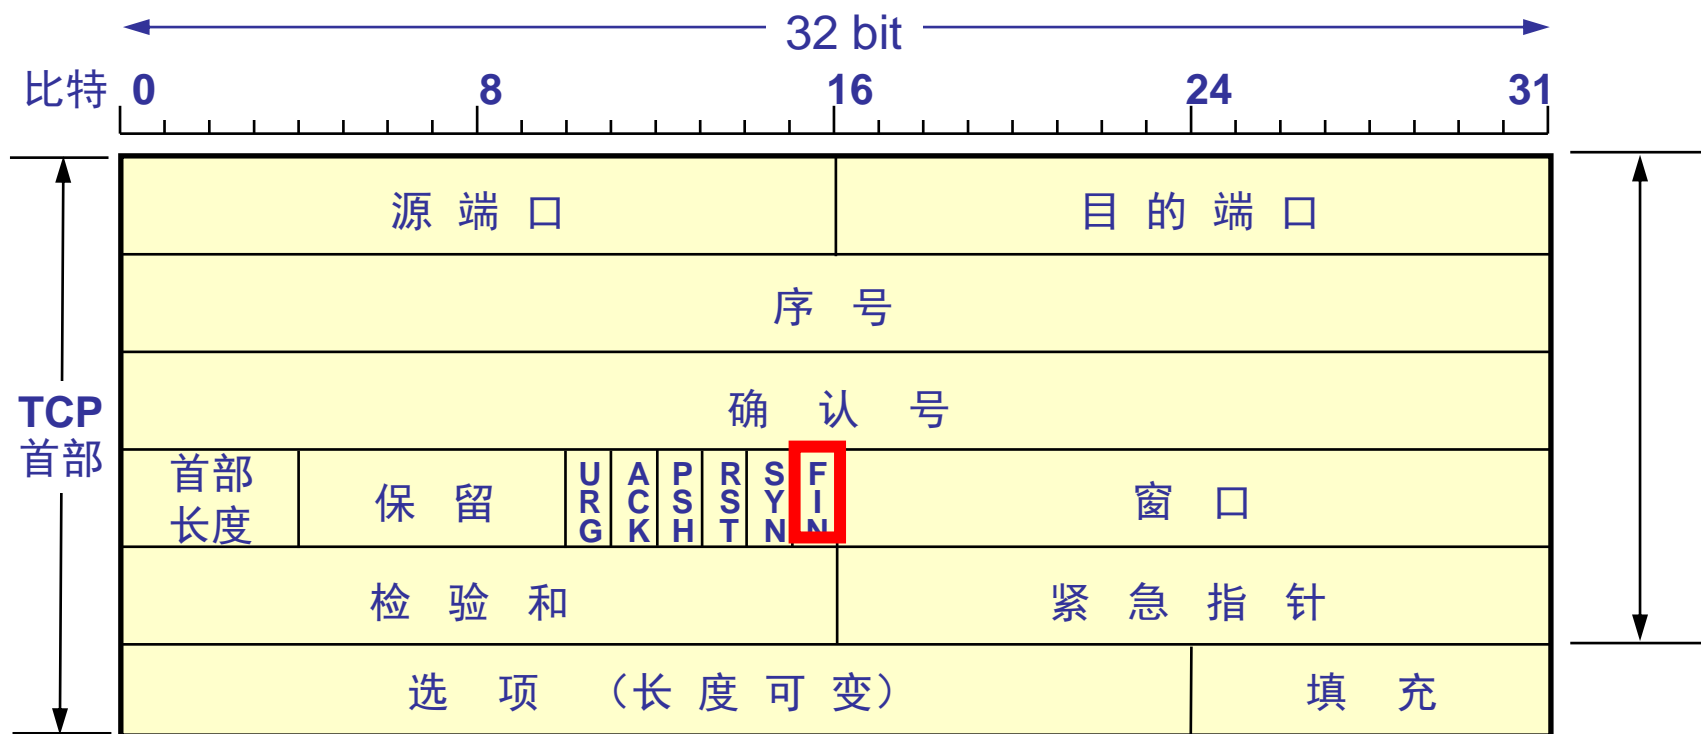 32 bit
比特 0 8 16 24 31
源 端 口 目 的 端 口
序 号
确 认 号
TCP
首部
首部
长度
保 留
URG
ACK
PSH
RST
SYN
FIN
窗 口
检 验 和 紧 急 指 针
选 项 （长 度 可 变） 填 充